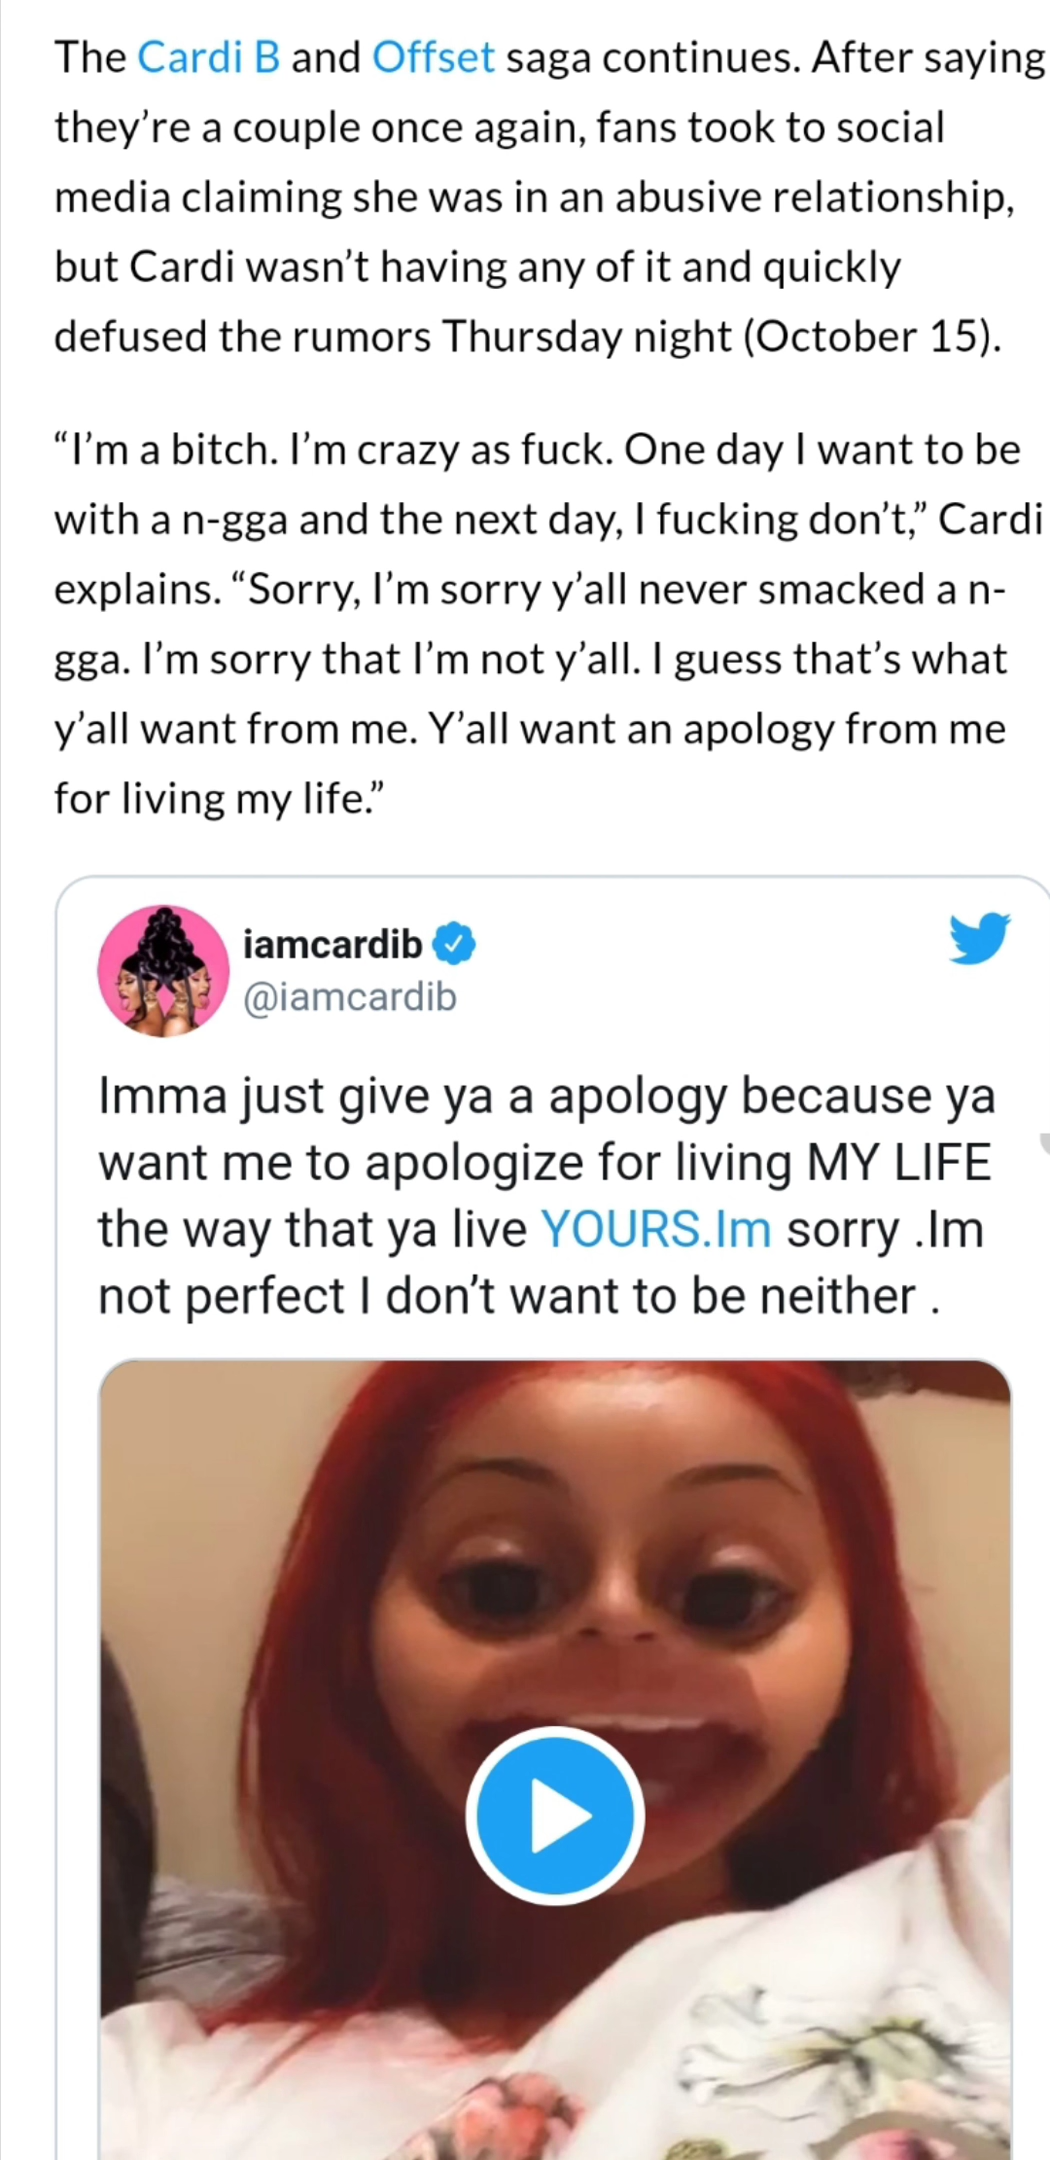 The Cardi B and Offset saga continues. After saying
they’re a couple once again, fans took to social
media claiming she was in an abusive relationship,
but Cardi wasn’t having any of it and quickly
defused the rumors Thursday night (October 15).
“I’m a bitch. I’m crazy as fuck. One day I want to be
with a n-gga and the next day, I fucking don’t,” Cardi
explains. “Sorry, I’m sorry y’all never smacked a n-
gga. I’m sorry that I’m not y’all. I guess that’s what
y’all want from me. Y’all want an apology from me
for living my life.”
iamcardib
@iamcardib
Imma just give ya a apology because ya
want me to apologize for living MY LIFE
the way that ya live YOURS.Im sorry .Im
not perfect I don’t want to be neither .